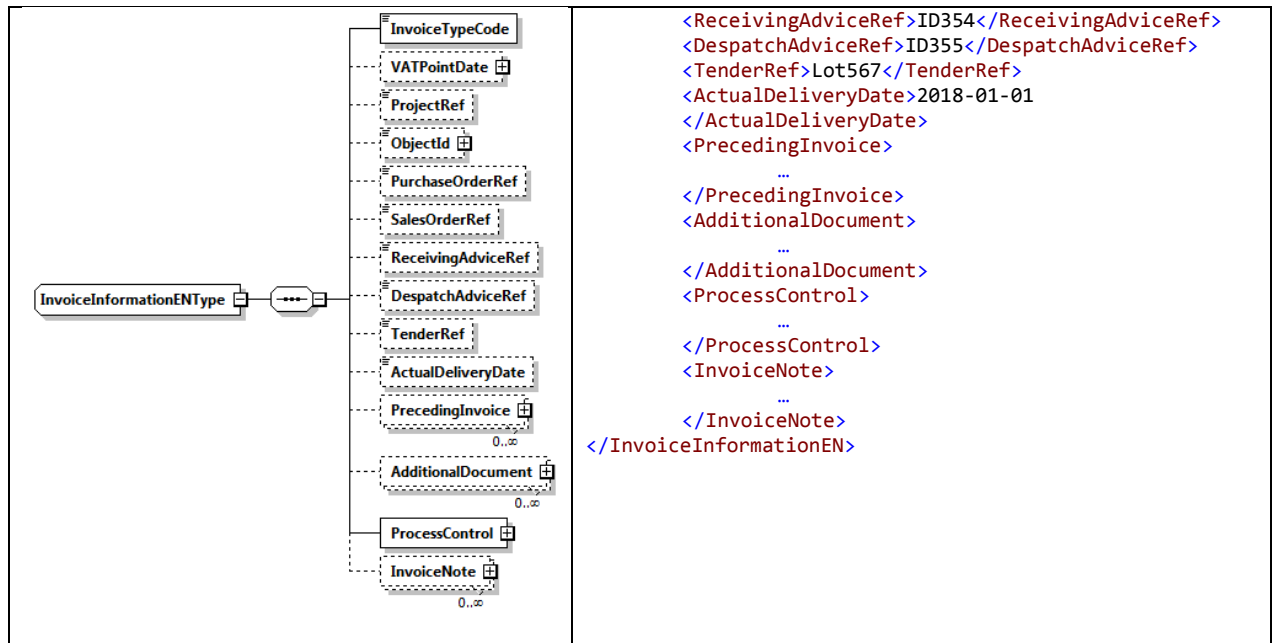 InvoiceInformationENType
InvoiceTypeCode
VATPointDate
ProjectRef
ObjectId
PurchaseOrderRef
SalesOrderRef
ReceivingAdviceRef
DespatchAdviceRef
TenderRef
ActualDeliveryDate
PrecedingInvoice
0..∞
AdditionalDocument
0..∞
ProcessControl
InvoiceNote
0..∞
<ReceivingAdviceRef>ID354</ReceivingAdviceRef>
<DespatchAdviceRef>ID355</DespatchAdviceRef>
<TenderRef>Lot567</TenderRef>
<ActualDeliveryDate>2018-01-01
</ActualDeliveryDate>
<PrecedingInvoice>
…
</PrecedingInvoice>
<AdditionalDocument>
…
</AdditionalDocument>
<ProcessControl>
…
</ProcessControl>
<InvoiceNote>
…
</InvoiceNote>
</InvoiceInformationEN>